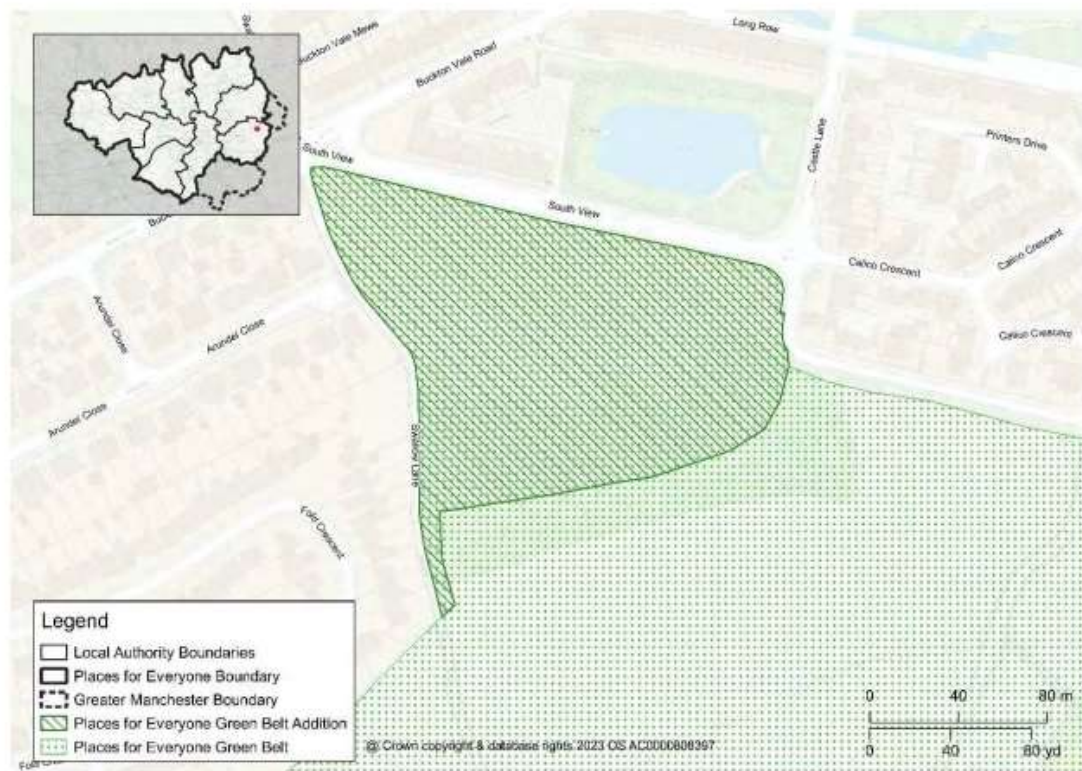 Long Row
Buckton Vale Mews
Buckton Vale Road
South View
South View
Castle Lane
Printers Drive
Calico Crescent
Calico Crescent
Calico Crescent
Arundel Close
Arundel Close
Arundel Close
Swallow Lane
Fold Crescent
Legend
Local Authority Boundaries
Places for Everyone Boundary
Greater Manchester Boundary
Places for Everyone Green Belt Addition
Places for Everyone Green Belt
@ Crown copyright & database rights 2023 OS AC0000808397
0 40 80 m
0 40 80 yd